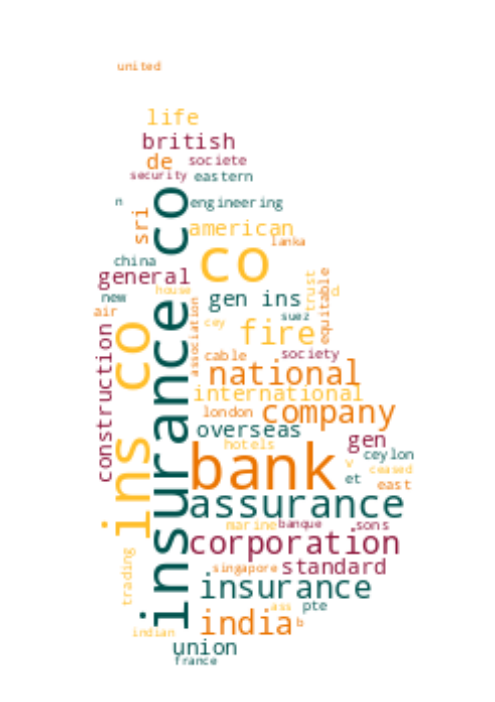 united
life
british
de societe
security eastern
n engineering
sri
american
lanka
insurance co
co
china
general
house
new
gen ins
trust
d
equitable
air
suez
association
cey
fire
ins co
construction
cable society
national
international
london company
overseas
hotels
gen
ceylon
bank
v
ceased
et
east
assurance
marine banque sons
corporation
singapore standard
trading
insurance
ass pte
india b
indian
union
france